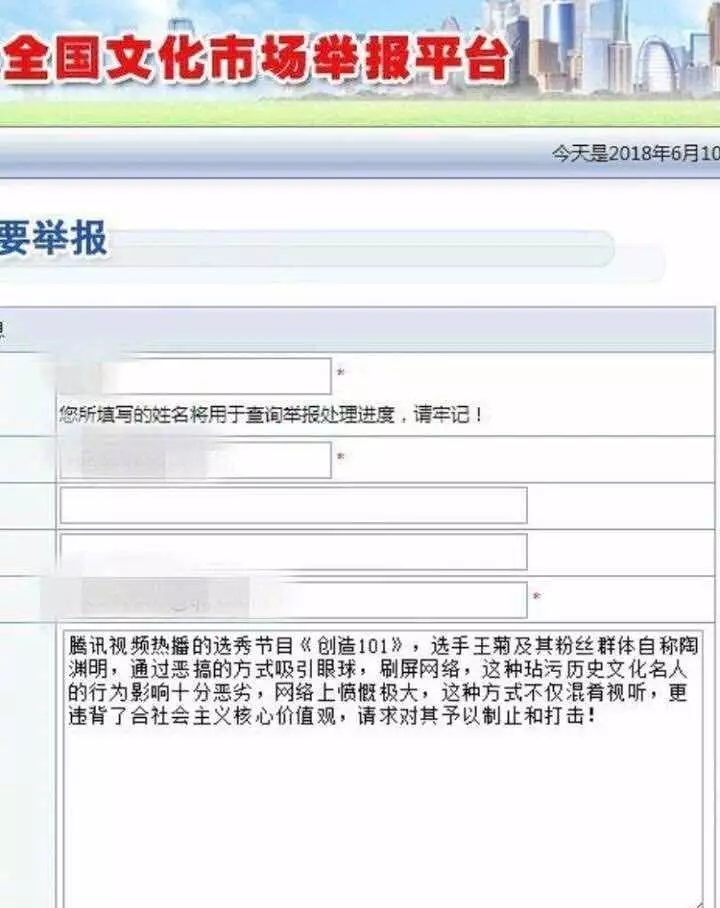 全国文化市场举报平台
今天是2018年6月10
要举报
息
*
您所填写的姓名将用于查询举报处理进度，请牢记！
*
*
腾讯视频热播的选秀节目《创造101》，选手王菊及其粉丝群体自称陶
渊明，通过恶搞的方式吸引眼球，刷屏网络，这种玷污历史文化名人
的行为影响十分恶劣，网络上愤慨极大，这种方式不仅混肴视听，更
违背了合社会主义核心价值观，请求对其予以制止和打击！